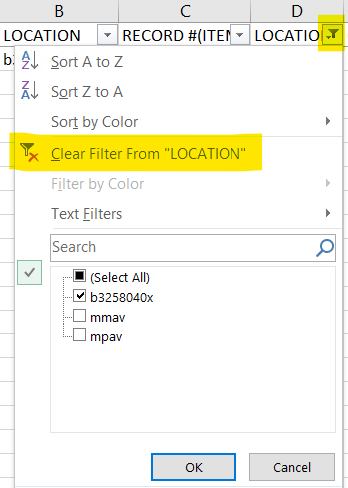 B C D
LOCATION RECORD #(ITEM LOCATIO
b3
Sort A to Z
Sort Z to A
Sort by Color
Clear Filter From "LOCATION"
Filter by Color
Text Filters
Search
(Select All)
b3258040x
mmav
mpav
OK Cancel